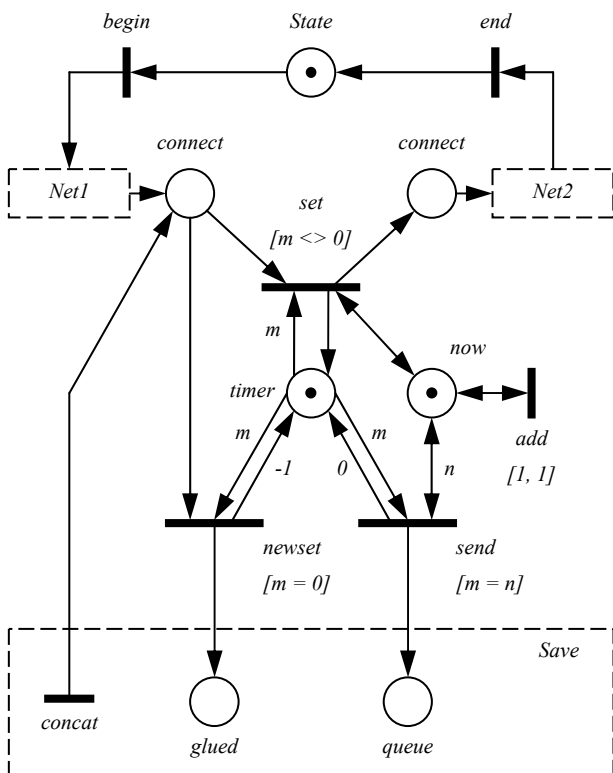 begin
State
end
connect
connect
Net1
Net2
set
[m <> 0]
m
now
timer
m
m
add
-1
0
n
[1, 1]
newset
send
[m = 0]
[m = n]
Save
concat
glued
queue